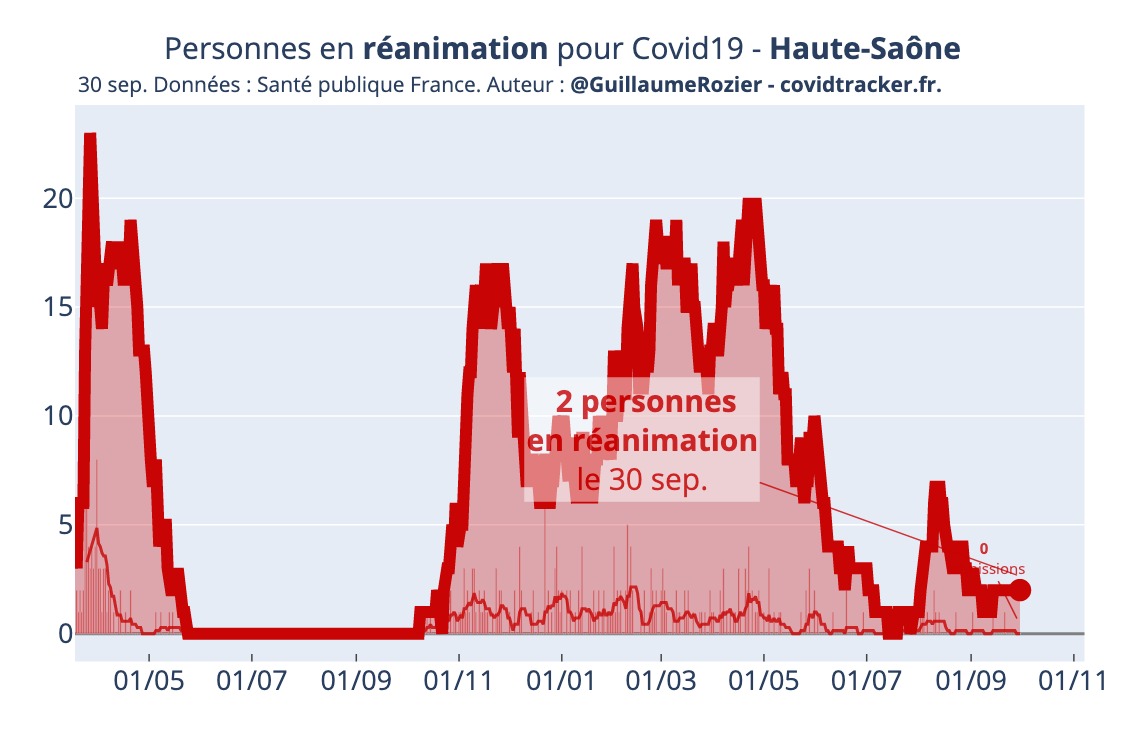 Personnes en réanimation pour Covid19 - Haute-Saône
30 sep. Données : Santé publique France. Auteur : @GuillaumeRozier - covidtracker.fr.
20
15
10
5
0
2 personnes
en réanimation
le 30 sep.
0
01/05 01/07 01/09 01/11 01/01 01/03 01/05 01/07 01/09 01/11